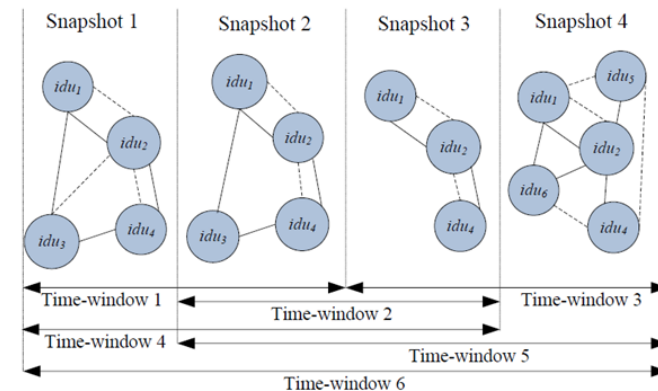 Snapshot 1 Snapshot 2 Snapshot 3 Snapshot 4
idu1 idu2 idu3 idu4
idu1 idu2 idu3 idu4
idu1 idu2 idu4
idu1 idu5 idu2 idu6 idu4
Time-window 1 Time-window 3
Time-window 2
Time-window 4
Time-window 5
Time-window 6